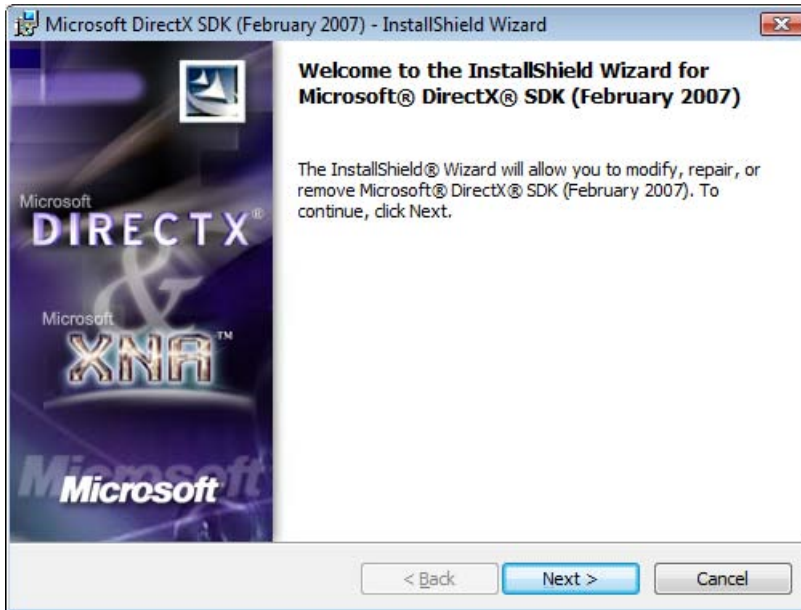 Microsoft DirectX SDK (February 2007) - InstallShield Wizard
Welcome to the InstallShield Wizard for
Microsoft® DirectX® SDK (February 2007)
The InstallShield® Wizard will allow you to modify, repair, or
remove Microsoft® DirectX® SDK (February 2007). To
continue, click Next.
Microsoft
DIRECTX®
&
Microsoft
XNA™
Microsoft
Microsoft
< Back
Next >
Cancel